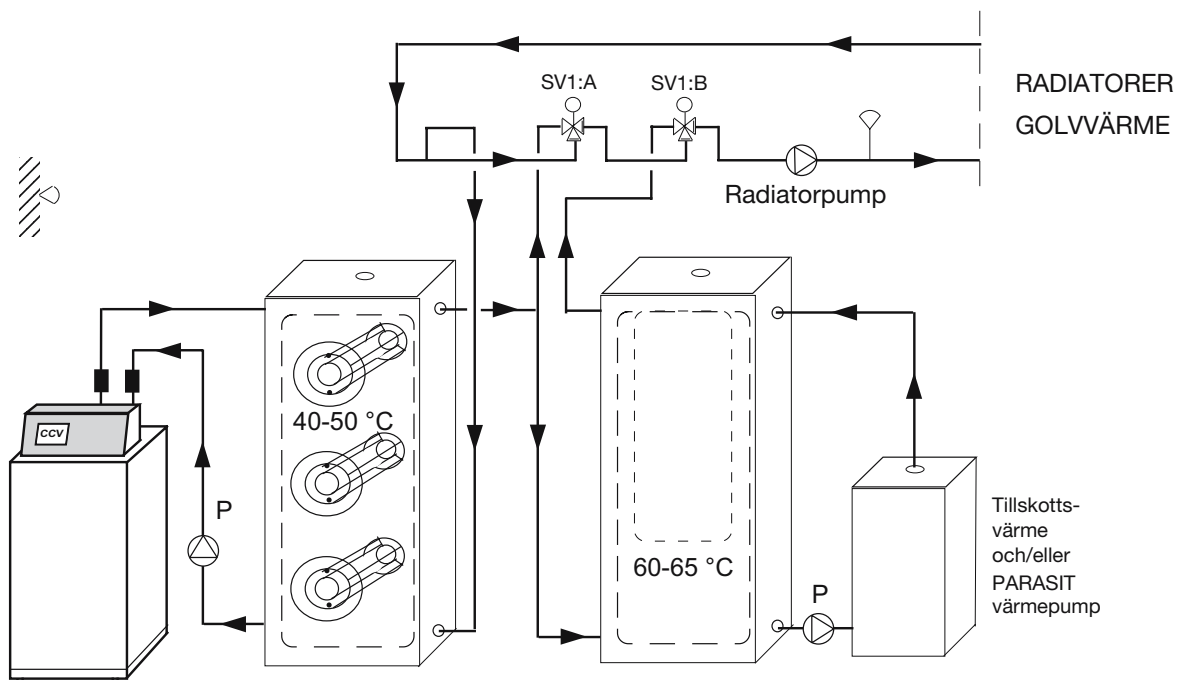 SV1:A
SV1:B
RADIATORER
GOLVVÄRME
Radiatorpump
CCV
P
40-50 °C
60-65 °C
P
Tillskotts-
värme
och/eller
PARASIT
värmepump